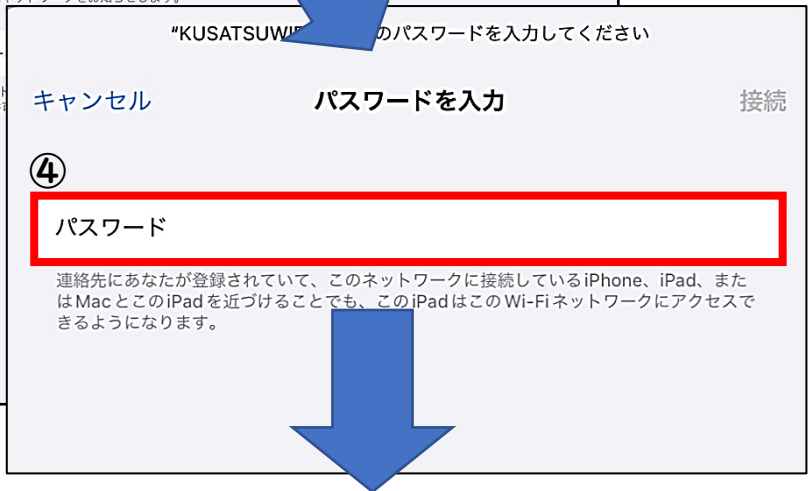 "KUSATSUWI のパスワードを入力してください
キャンセル パスワードを入力 接続
④
パスワード
連絡先にあなたが登録されていて、このネットワークに接続しているiPhone、iPad、また
はMacとこのiPadを近づけることでも、このiPadはこのWi-Fiネットワークにアクセスで
きるようになります。